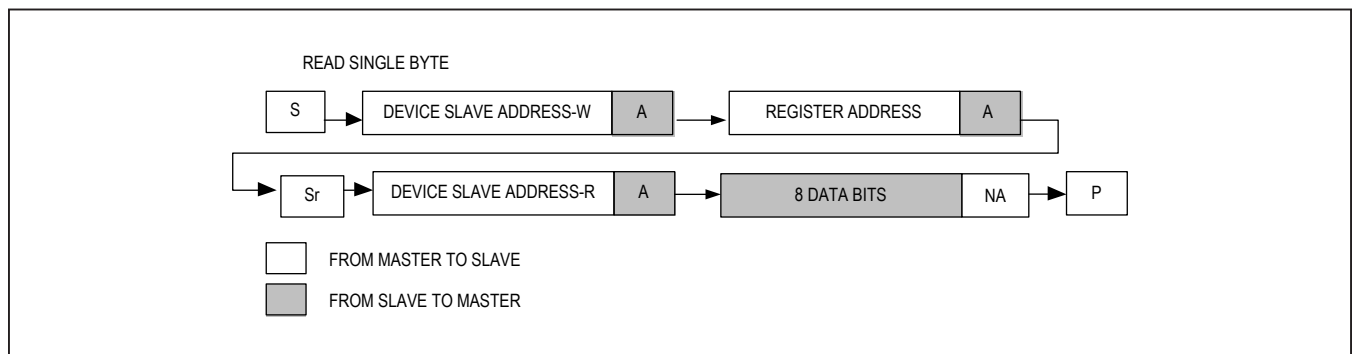 READ SINGLE BYTE
S DEVICE SLAVE ADDRESS-W A REGISTER ADDRESS A
Sr DEVICE SLAVE ADDRESS-R A 8 DATA BITS NA P
FROM MASTER TO SLAVE
FROM SLAVE TO MASTER